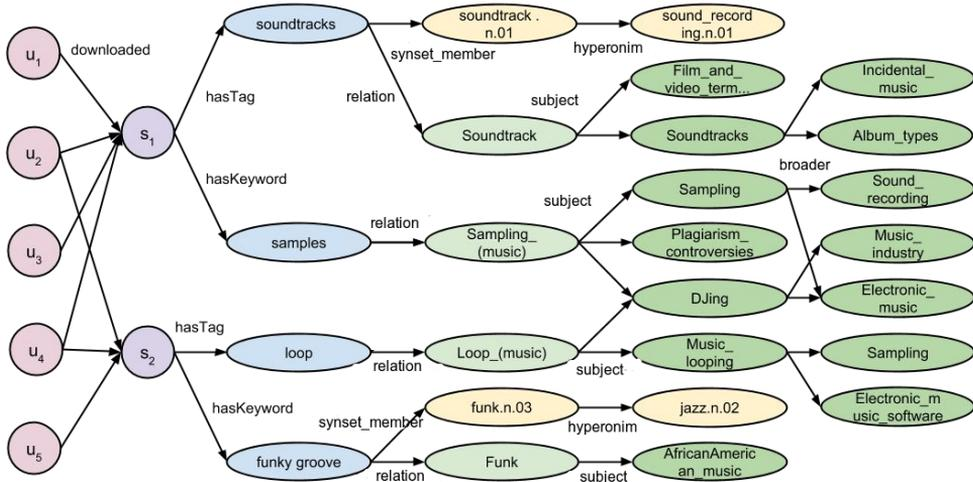 u1
downloaded
u2
u3
u4
u5
s1
s2
hasTag
hasKeyword
hasTag
hasKeyword
soundtracks
samples
loop
funky groove
synset_member
relation
relation
relation
synset_member
relation
soundtrack .
n.01
Soundtrack
Sampling_
(music)
Loop_(music)
funk.n.03
Funk
hyperonim
subject
subject
subject
hyperonim
subject
sound_record
ing.n.01
Film_and_
video_term...
Soundtracks
Sampling
Plagiarism_
controversies
DJing
Music_
looping
jazz.n.02
AfricanAmeric
an_music
broader
Incidental_
music
Album_types
Sound_
recording
Music_
industry
Electronic_
music
Sampling
Electronic_m
usic_software